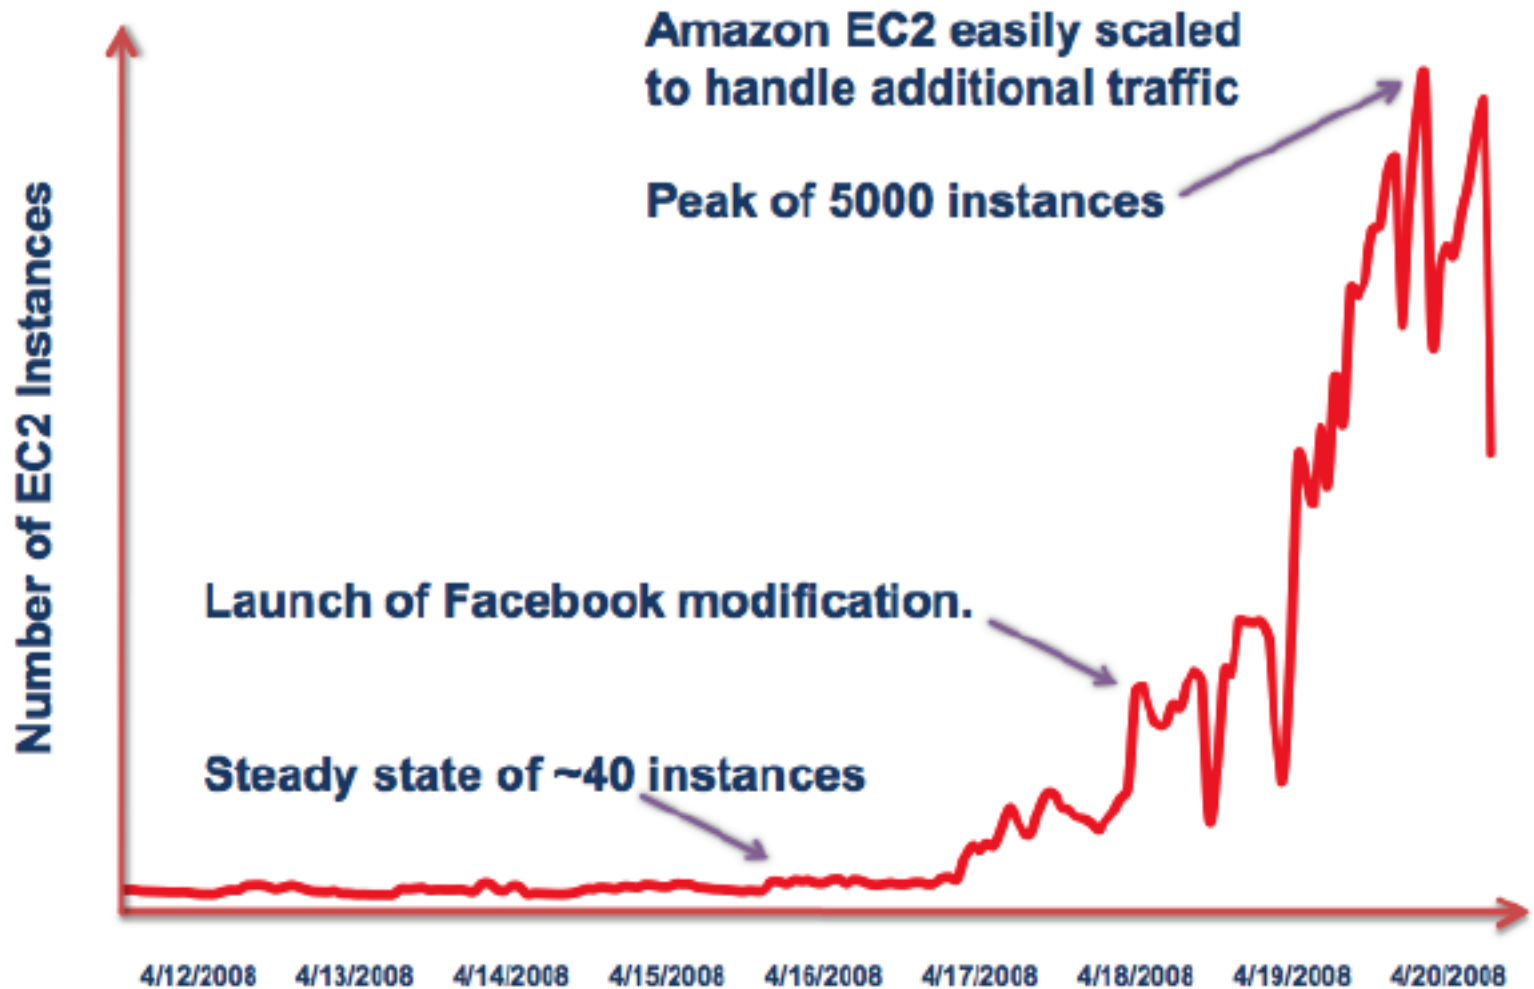 Amazon EC2 easily scaled
to handle additional traffic
Peak of 5000 instances
Number of EC2 Instances
Launch of Facebook modification.
Steady state of ~40 instances
4/12/2008 4/13/2008 4/14/2008 4/15/2008 4/16/2008 4/17/2008 4/18/2008 4/19/2008 4/20/2008